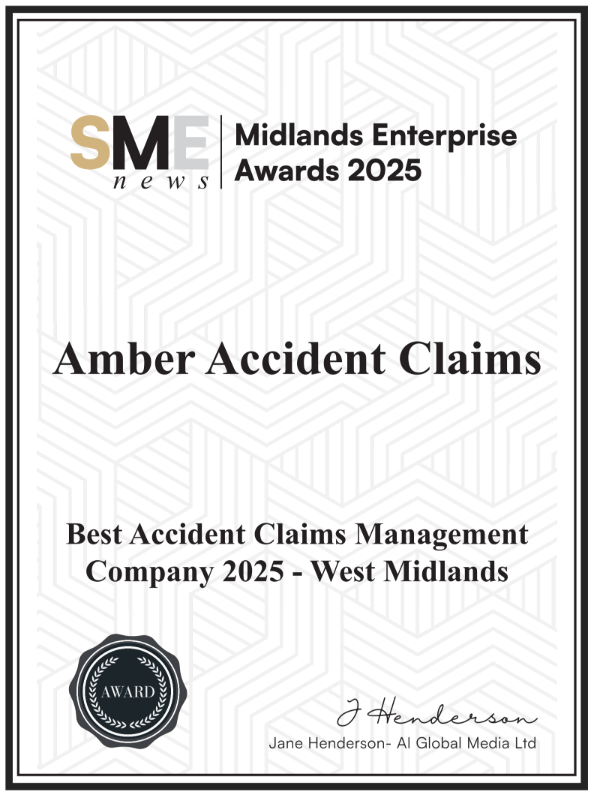 SME
news
Midlands Enterprise
Awards 2025
Amber Accident Claims
Best Accident Claims Management
Company 2025 - West Midlands
AWARD
J Henderson
Jane Henderson- AI Global Media Ltd